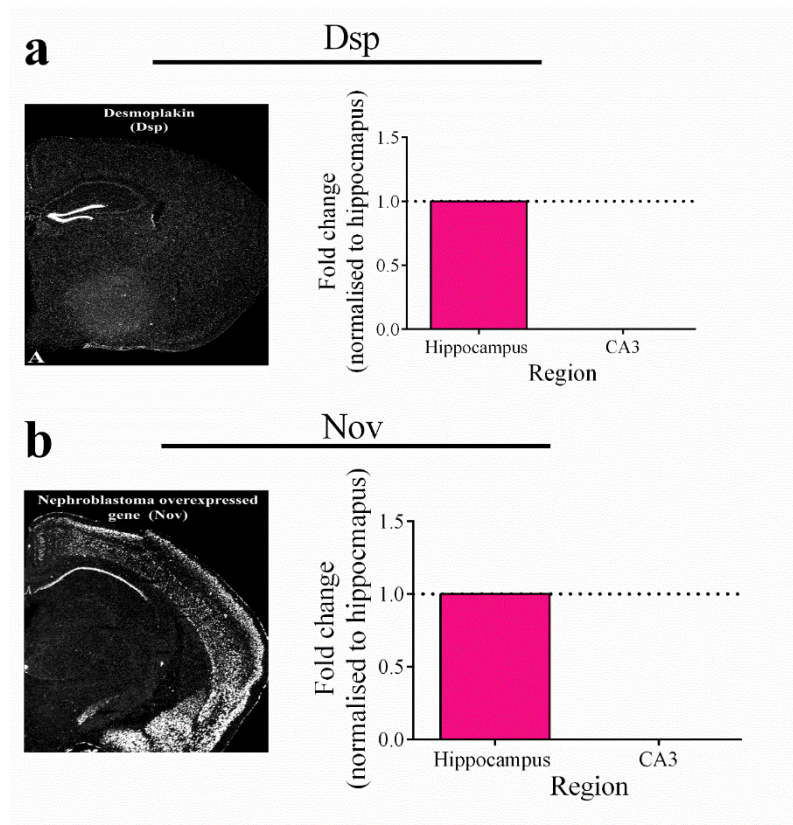 a
Dsp
Desmoplakin
(Dsp)
A
Fold change
(normalised to hippocmapus)
1.5
1.0
0.5
0.0
Hippocampus CA3
Region
b
Nov
Nephroblastoma overexpressed
gene (Nov)
Fold change
(normalised to hippocmapus)
1.5
1.0
0.5
0.0
Hippocampus CA3
Region